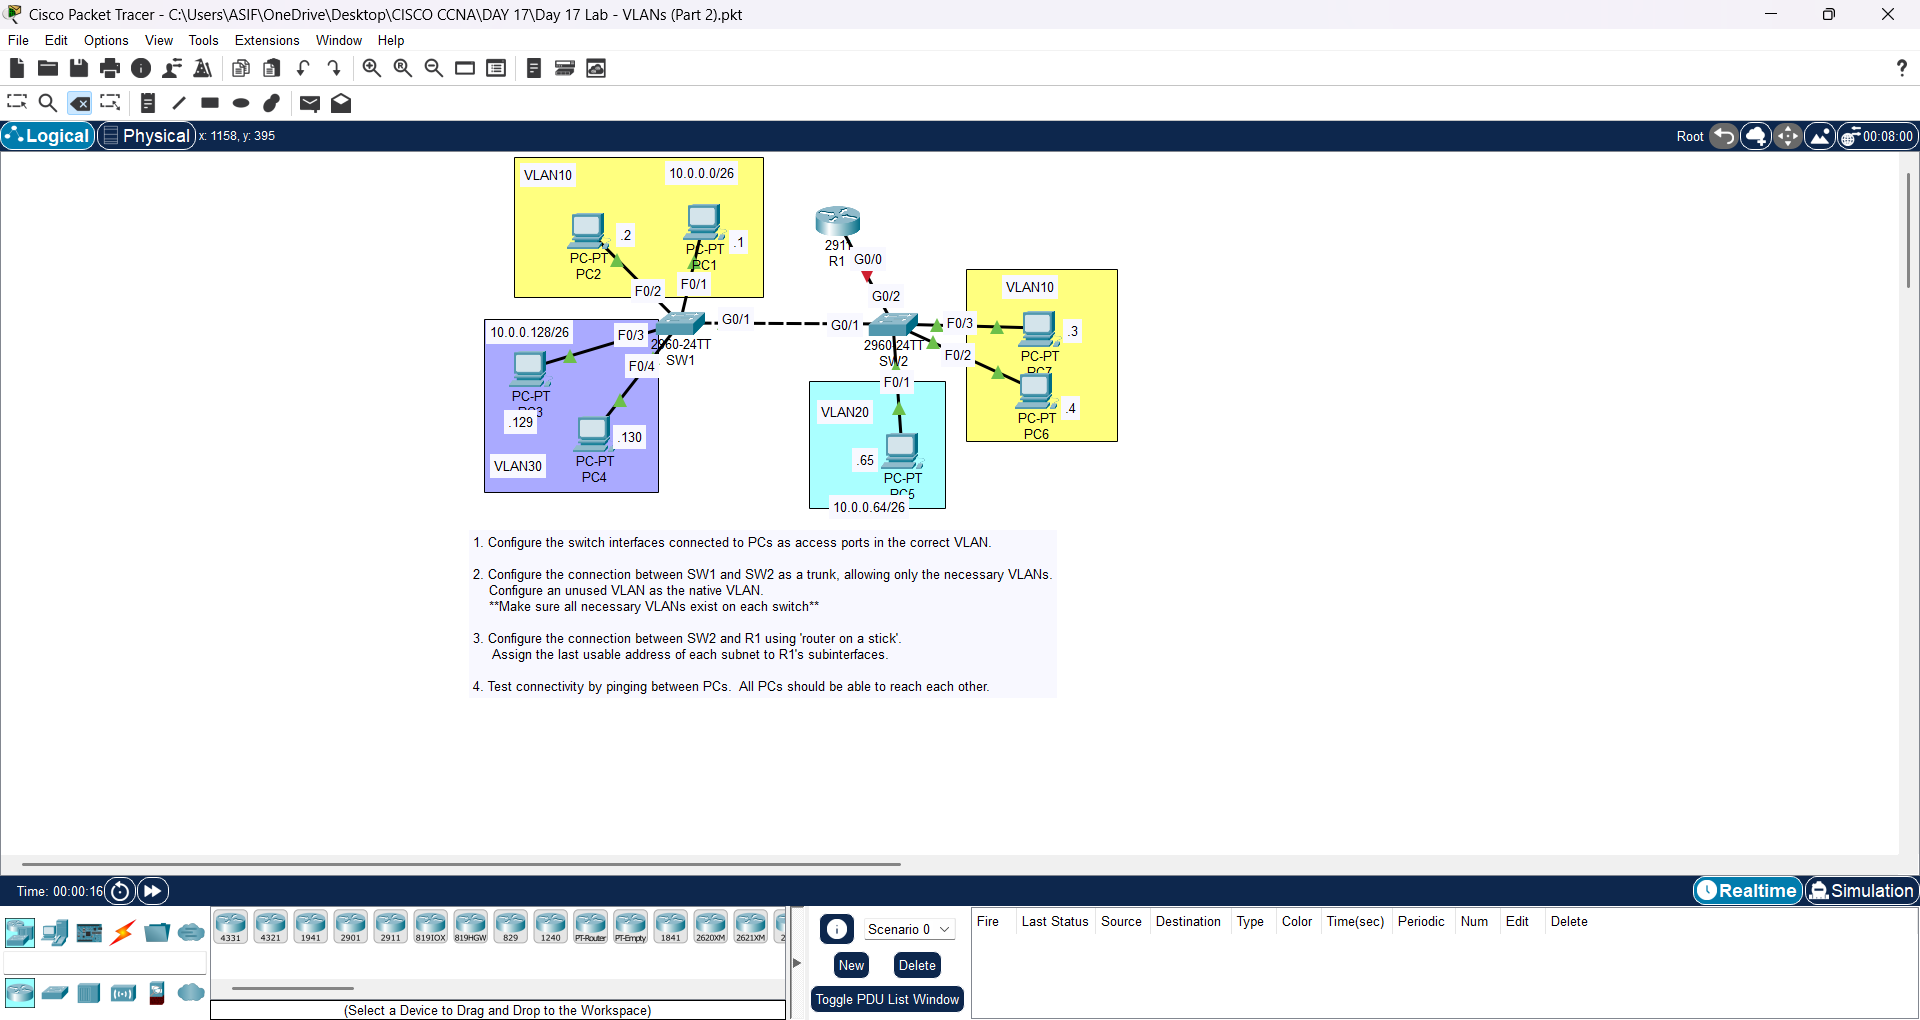 Cisco Packet Tracer - C:\Users\ASIF\OneDrive\Desktop\CISCO CCNA\DAY 17\Day 17 Lab - VLANs (Part 2).pkt
File Edit Options View Tools Extensions Window Help
?
Logical Physical x: 1158, y: 395 Root 00:08:00
VLAN10 10.0.0.0/26
.2 .1
PC-PT PC-PT
PC2 PC1
F0/2 F0/1
2911
R1 G0/0
G0/2
VLAN10
10.0.0.128/26 F0/3 G0/1 G0/1 F0/3 .3
2960-24TT 2960-24TT PC-PT
SW1 SW2 PC7
F0/4 F0/2
PC-PT F0/1
PC3
.129 .130 VLAN20 .4
PC-PT
PC6
VLAN30 PC-PT .65
PC4 PC-PT
PC5
10.0.0.64/26
1. Configure the switch interfaces connected to PCs as access ports in the correct VLAN.
2. Configure the connection between SW1 and SW2 as a trunk, allowing only the necessary VLANs.
Configure an unused VLAN as the native VLAN.
**Make sure all necessary VLANs exist on each switch**
3. Configure the connection between SW2 and R1 using 'router on a stick'.
Assign the last usable address of each subnet to R1's subinterfaces.
4. Test connectivity by pinging between PCs. All PCs should be able to reach each other.
Time: 00:00:16 Realtime Simulation
4331 4321 1941 2901 2911 819IOX 819HGW 829 1240 PT-Router PT-Empty 1841 2620XM 2621XM 2
(Select a Device to Drag and Drop to the Workspace)
Scenario 0
New Delete
Toggle PDU List Window
Fire Last Status Source Destination Type Color Time(sec) Periodic Num Edit Delete